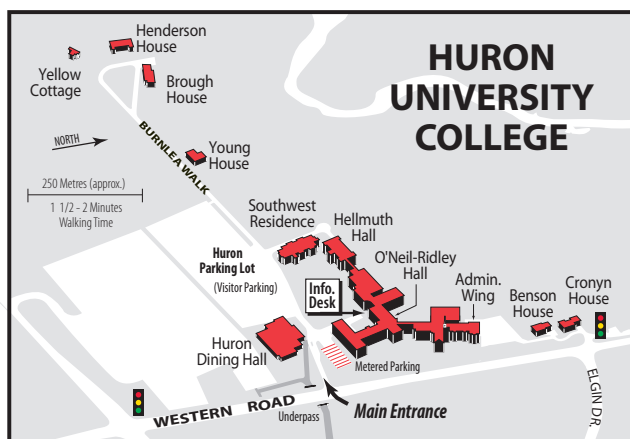 HURON
UNIVERSITY
COLLEGE
Henderson
House
Yellow
Cottage
Brough
House
NORTH
BURNLEA WALK
Young
House
250 Metres (approx.)
1 1/2 - 2 Minutes
Walking Time
Southwest
Residence
Hellmuth
Hall
Huron
Parking Lot
(Visitor Parking)
O'Neil-Ridley
Hall
Info.
Desk
Admin.
Wing
Benson
House
Cronyn
House
Huron
Dining Hall
Metered Parking
Main Entrance
WESTERN ROAD
Underpass
ELGIN DR.